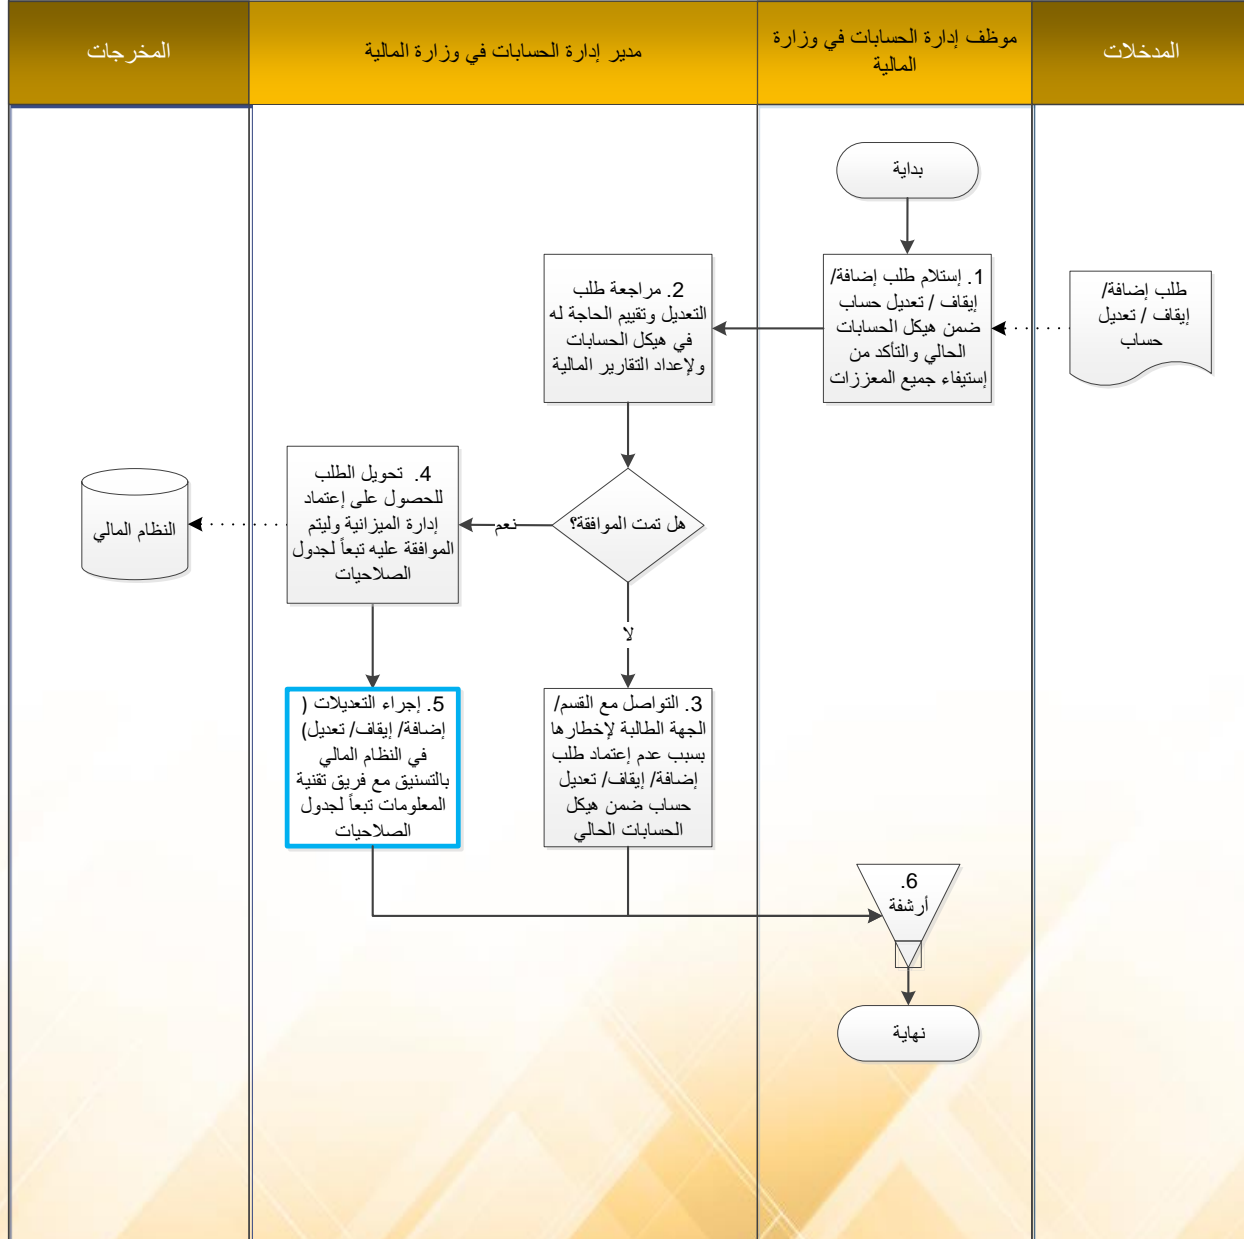 المدخلات
موظف إدارة الحسابات في وزارة
المالية
مدير إدارة الحسابات في وزارة المالية
المخرجات
بداية
طلب إضافة/
إيقاف / تعديل
حساب
1. إستلام طلب إضافة/
إيقاف / تعديل حساب
ضمن هيكل الحسابات
الحالي والتأكد من
إستيفاء جميع المعززات
2. مراجعة طلب
التعديل وتقييم الحاجة له
في هيكل الحسابات
ولإعداد التقارير المالية
هل تمت الموافقة؟
نعم
لا
4. تحويل الطلب
للحصول على إعتماد
إدارة الميزانية وليتم
الموافقة عليه تبعاً لجدول
الصلاحيات
النظام المالي
3. التواصل مع القسم/
الجهة الطالبة لإخطارها
بسبب عدم إعتماد طلب
إضافة/ إيقاف/ تعديل
حساب ضمن هيكل
الحسابات الحالي
5. إجراء التعديلات (
إضافة/ إيقاف/ تعديل)
في النظام المالي
بالتسنيق مع فريق تقنية
المعلومات تبعاً لجدول
الصلاحيات
6.
أرشفة
نهاية